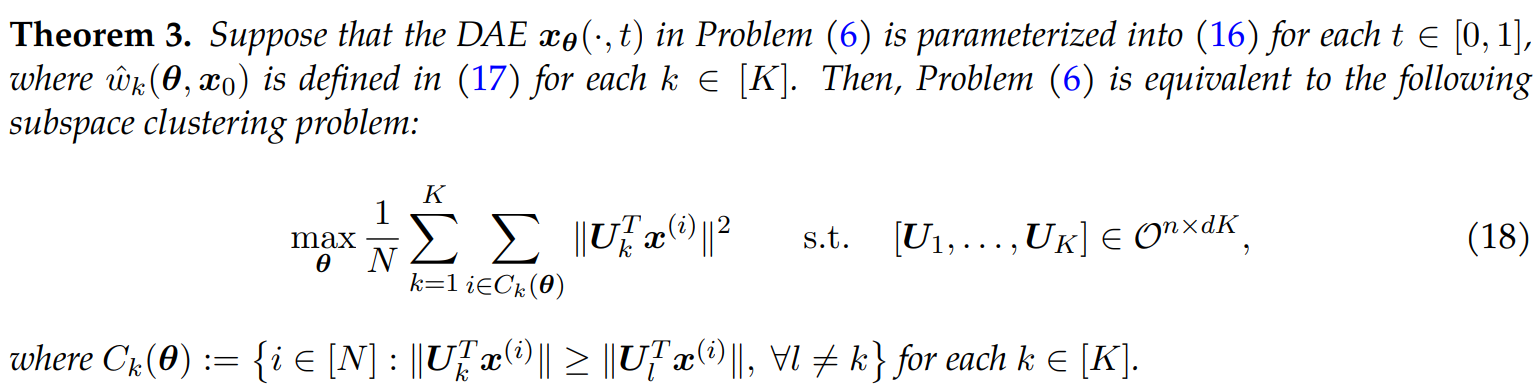 Theorem 3. Suppose that the DAE x_θ(·, t) in Problem (6) is parameterized into (16) for each t ∈ [0, 1],
where ŵ_k(θ, x_0) is defined in (17) for each k ∈ [K]. Then, Problem (6) is equivalent to the following
subspace clustering problem:
max_θ 1/N ∑_{k=1}^{K} ∑_{i∈C_k(θ)} ‖U_k^T x^{(i)}‖² s.t. [U_1, . . . , U_K] ∈ 𝒪^{n×dK}, (18)
where C_k(θ) := {i ∈ [N] : ‖U_k^T x^{(i)}‖ ≥ ‖U_l^T x^{(i)}‖, ∀l ≠ k} for each k ∈ [K].